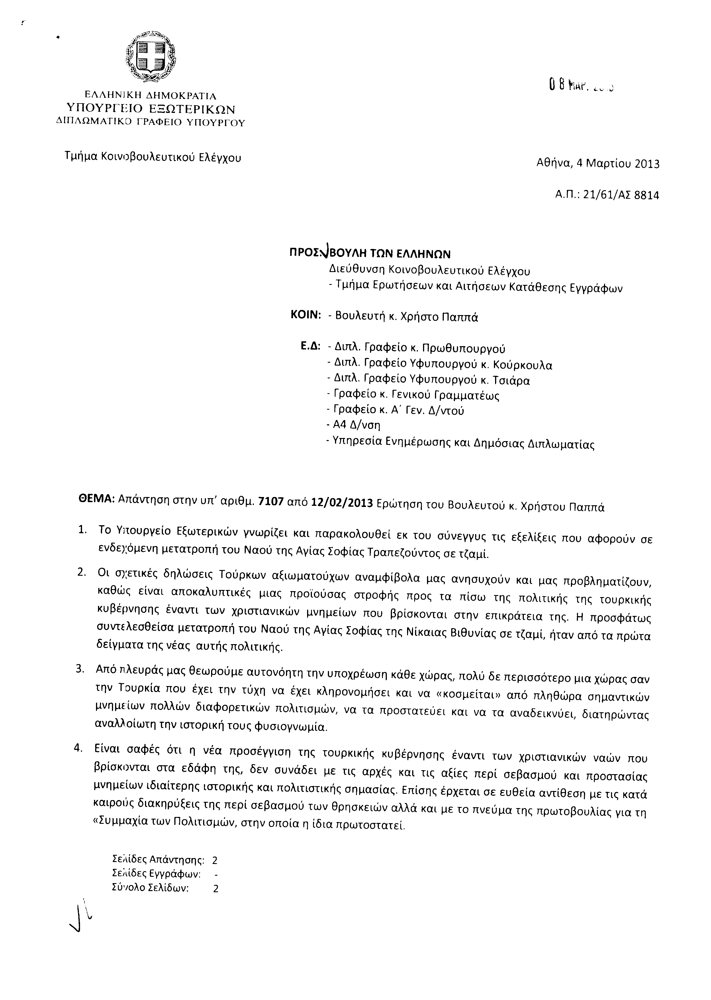 ΕΛΛΗΝΙΚΗ ΔΗΜΟΚΡΑΤΙΑ
ΥΠΟΥΡΓΕΙΟ ΕΞΩΤΕΡΙΚΩΝ
ΔΙΠΛΩΜΑΤΙΚΟ ΓΡΑΦΕΙΟ ΥΠΟΥΡΓΟΥ
08 ΜΑΡ.
Τμήμα Κοινοβουλευτικού Ελέγχου
Αθήνα, 4 Μαρτίου 2013
Α.Π.: 21/61/ΑΣ 8814
ΠΡΟΣ: ΒΟΥΛΗ ΤΩΝ ΕΛΛΗΝΩΝ
Διεύθυνση Κοινοβουλευτικού Ελέγχου
- Τμήμα Ερωτήσεων και Αιτήσεων Κατάθεσης Εγγράφων
ΚΟΙΝ: - Βουλευτή κ. Χρήστο Παππά
Ε.Δ: - Διπλ. Γραφείο κ. Πρωθυπουργού
- Διπλ. Γραφείο Υφυπουργού κ. Κούρκουλα
- Διπλ. Γραφείο Υφυπουργού κ. Τσιάρα
- Γραφείο κ. Γενικού Γραμματέως
- Γραφείο κ. Α΄ Γεν. Δ/ντού
- Α4 Δ/νση
- Υπηρεσία Ενημέρωσης και Δημόσιας Διπλωματίας
ΘΕΜΑ: Απάντηση στην υπ’ αριθμ. 7107 από 12/02/2013 Ερώτηση του Βουλευτού κ. Χρήστου Παππά
1. Το Υπουργείο Εξωτερικών γνωρίζει και παρακολουθεί εκ του σύνεγγυς τις εξελίξεις που αφορούν σε
ενδεχόμενη μετατροπή του Ναού της Αγίας Σοφίας Τραπεζούντος σε τζαμί.
2. Οι σχετικές δηλώσεις Τούρκων αξιωματούχων αναμφίβολα μας ανησυχούν και μας προβληματίζουν,
καθώς είναι αποκαλυπτικές μιας προϊούσας στροφής προς τα πίσω της πολιτικής της τουρκικής
κυβέρνησης έναντι των χριστιανικών μνημείων που βρίσκονται στην επικράτεια της. Η προσφάτως
συντελεσθείσα μετατροπή του Ναού της Αγίας Σοφίας της Νίκαιας Βιθυνίας σε τζαμί, ήταν από τα πρώτα
δείγματα της νέας αυτής πολιτικής.
3. Από πλευράς μας θεωρούμε αυτονόητη την υποχρέωση κάθε χώρας, πολύ δε περισσότερο μια χώρας σαν
την Τουρκία που έχει την τύχη να έχει κληρονομήσει και να «κοσμείται» από πληθώρα σημαντικών
μνημείων πολλών διαφορετικών πολιτισμών, να τα προστατεύει και να τα αναδεικνύει, διατηρώντας
αναλλοίωτη την ιστορική τους φυσιογνωμία.
4. Είναι σαφές ότι η νέα προσέγγιση της τουρκικής κυβέρνησης έναντι των χριστιανικών ναών που
βρίσκονται στα εδάφη της, δεν συνάδει με τις αρχές και τις αξίες περί σεβασμού και προστασίας
μνημείων ιδιαίτερης ιστορικής και πολιτιστικής σημασίας. Επίσης έρχεται σε ευθεία αντίθεση με τις κατά
καιρούς διακηρύξεις της περί σεβασμού των θρησκειών αλλά και με το πνεύμα της πρωτοβουλίας για τη
«Συμμαχία των Πολιτισμών, στην οποία η ίδια πρωτοστατεί.
Σελίδες Απάντησης: 2
Σελίδες Εγγράφων: -
Σύνολο Σελίδων: 2